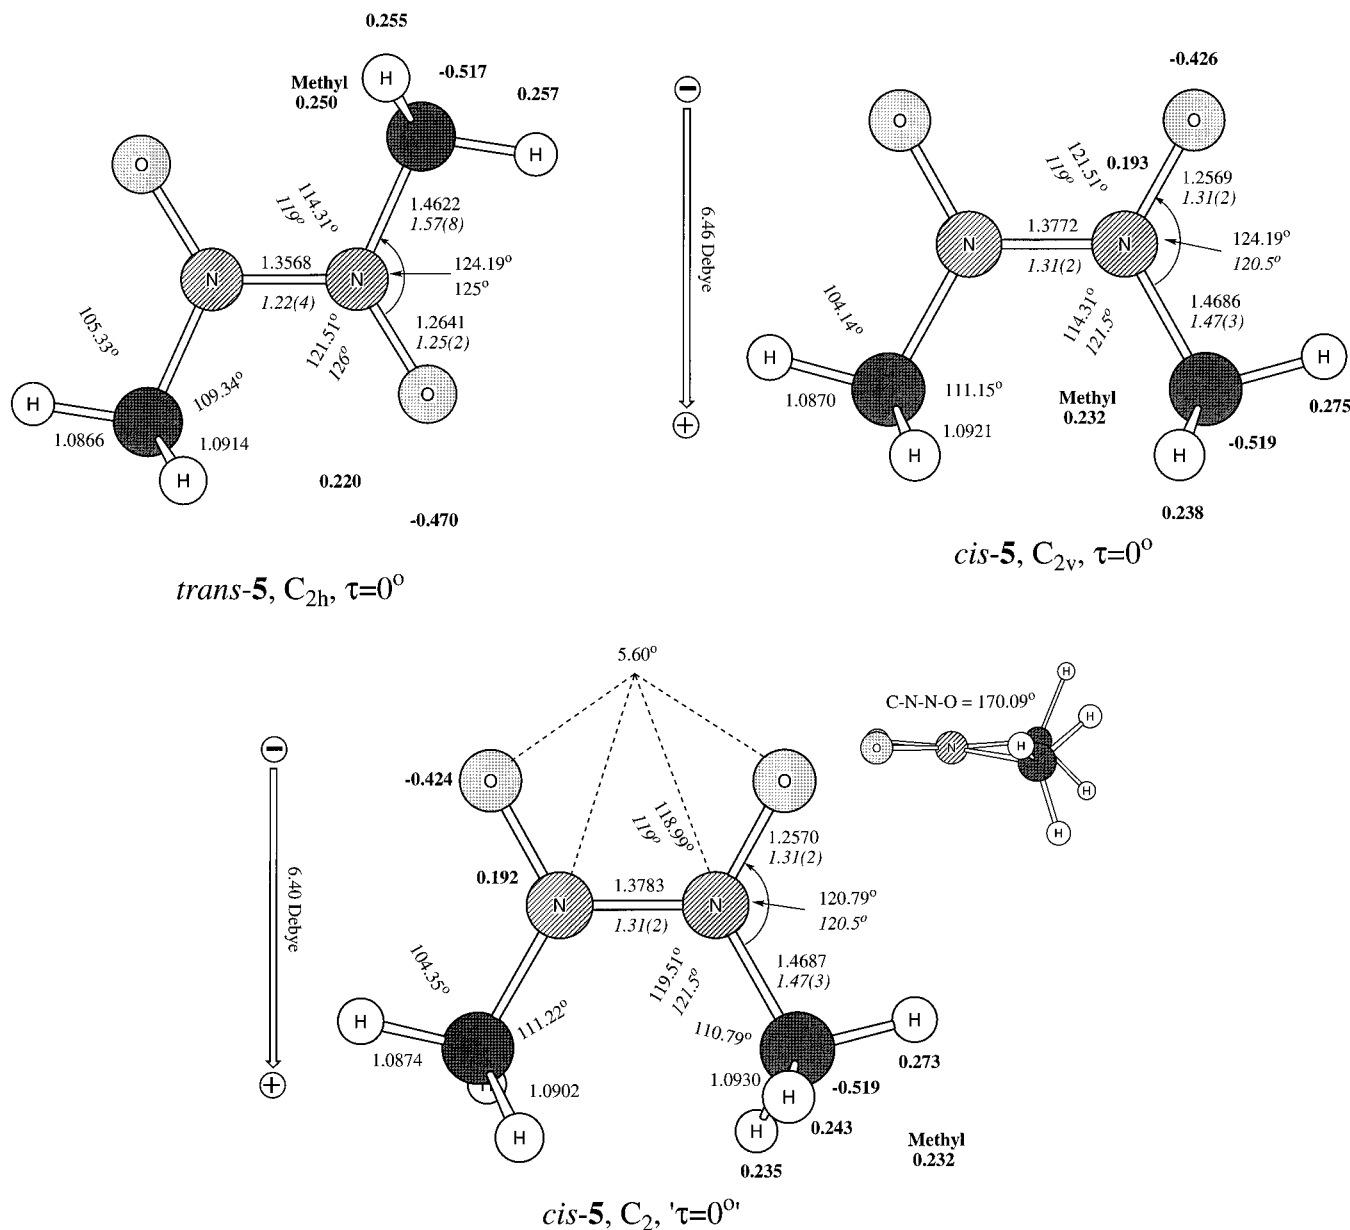 0.255
H
-0.517
Methyl
0.250
0.257
O
H
114.31°
119°
1.4622
1.57(8)
N
1.3568
1.22(4)
N
124.19°
125°
105.33°
121.51°
126°
1.2641
1.25(2)
109.34°
O
H
1.0866
1.0914
H
0.220
-0.470
trans-5, C2h, τ=0°
-0.426
−
O
O
121.51°
119°
0.193
1.2569
1.31(2)
6.46 Debye
N
1.3772
1.31(2)
N
124.19°
120.5°
104.14°
114.31°
121.5°
1.4686
1.47(3)
H
H
1.0870
111.15°
Methyl
0.232
0.275
+
1.0921
H
H
-0.519
0.238
cis-5, C2v, τ=0°
5.60°
H
C-N-N-O = 170.09°
H
O
N
H
H
H
−
-0.424
O
O
118.99°
119°
1.2570
1.31(2)
6.40 Debye
0.192
N
1.3783
1.31(2)
N
120.79°
120.5°
104.35°
119.51°
121.5°
1.4687
1.47(3)
111.22°
110.79°
H
H
1.0874
0.273
+
H
1.0902
1.0930
H
-0.519
H
H
0.243
Methyl
0.232
0.235
cis-5, C2, 'τ=0°'